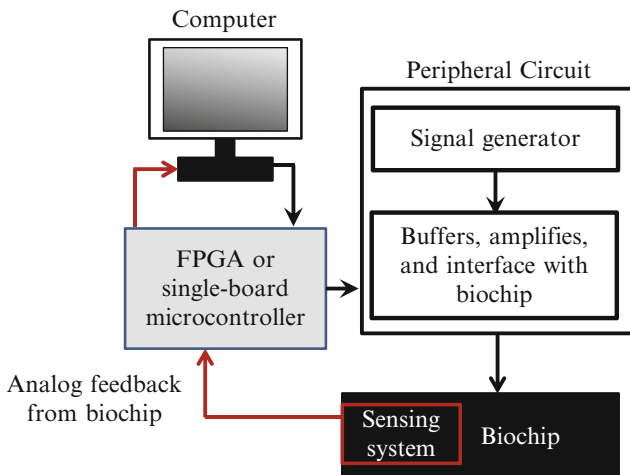 Computer
Peripheral Circuit
Signal generator
Buffers, amplifies,
and interface with
biochip
FPGA or
single-board
microcontroller
Analog feedback
from biochip
Sensing
system
Biochip